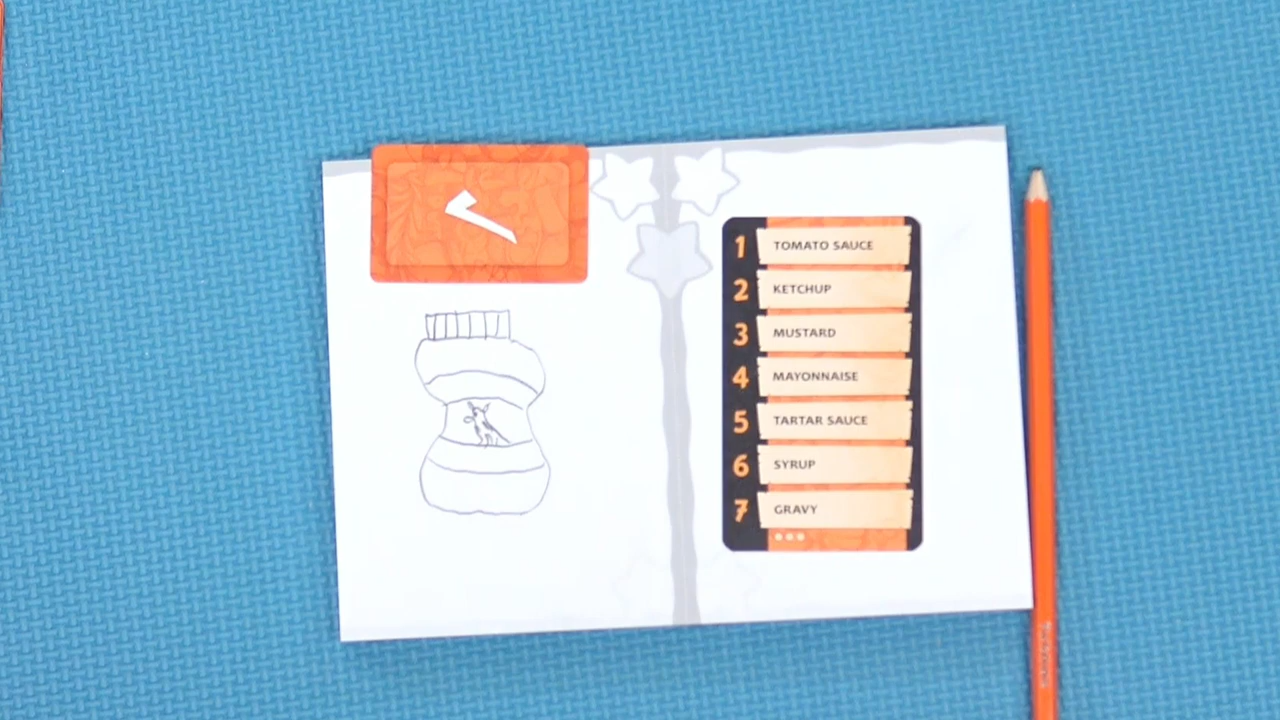 1 TOMATO SAUCE
2 KETCHUP
3 MUSTARD
4 MAYONNAISE
5 TARTAR SAUCE
6 SYRUP
7 GRAVY